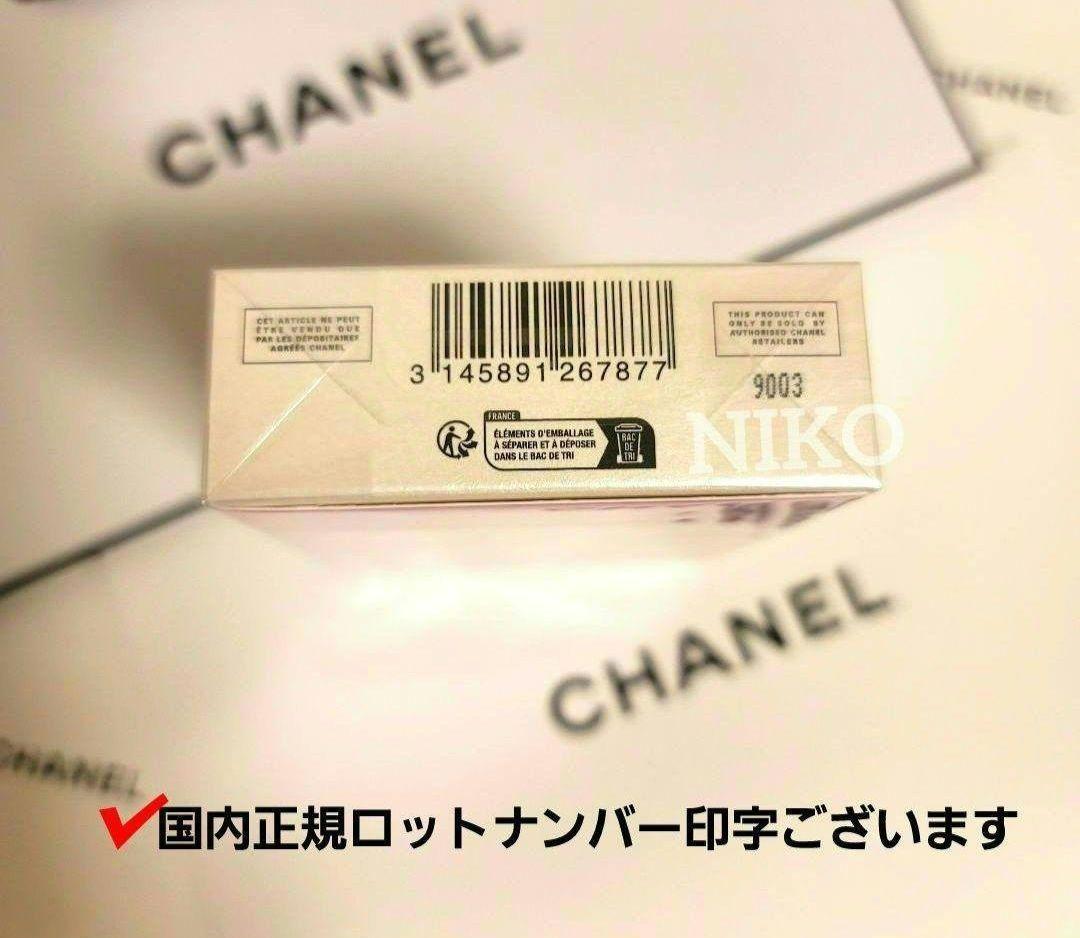 CHANEL
CHANEL
CET ARTICLE NE PEUT
ÊTRE VENDU QUE
PAR LES DÉPOSITAIRES
AGRÉÉS CHANEL
3 145891 267877
THIS PRODUCT CAN
ONLY BE SOLD BY
AUTHORISED CHANEL
RETAILERS
9003
FRANCE
ÉLÉMENTS D'EMBALLAGE
À SÉPARER ET À DÉPOSER
DANS LE BAC DE TRI
BAC
DE
TRI
NIKO
CHANEL
CHANEL
国内正規ロットナンバー印字ございます